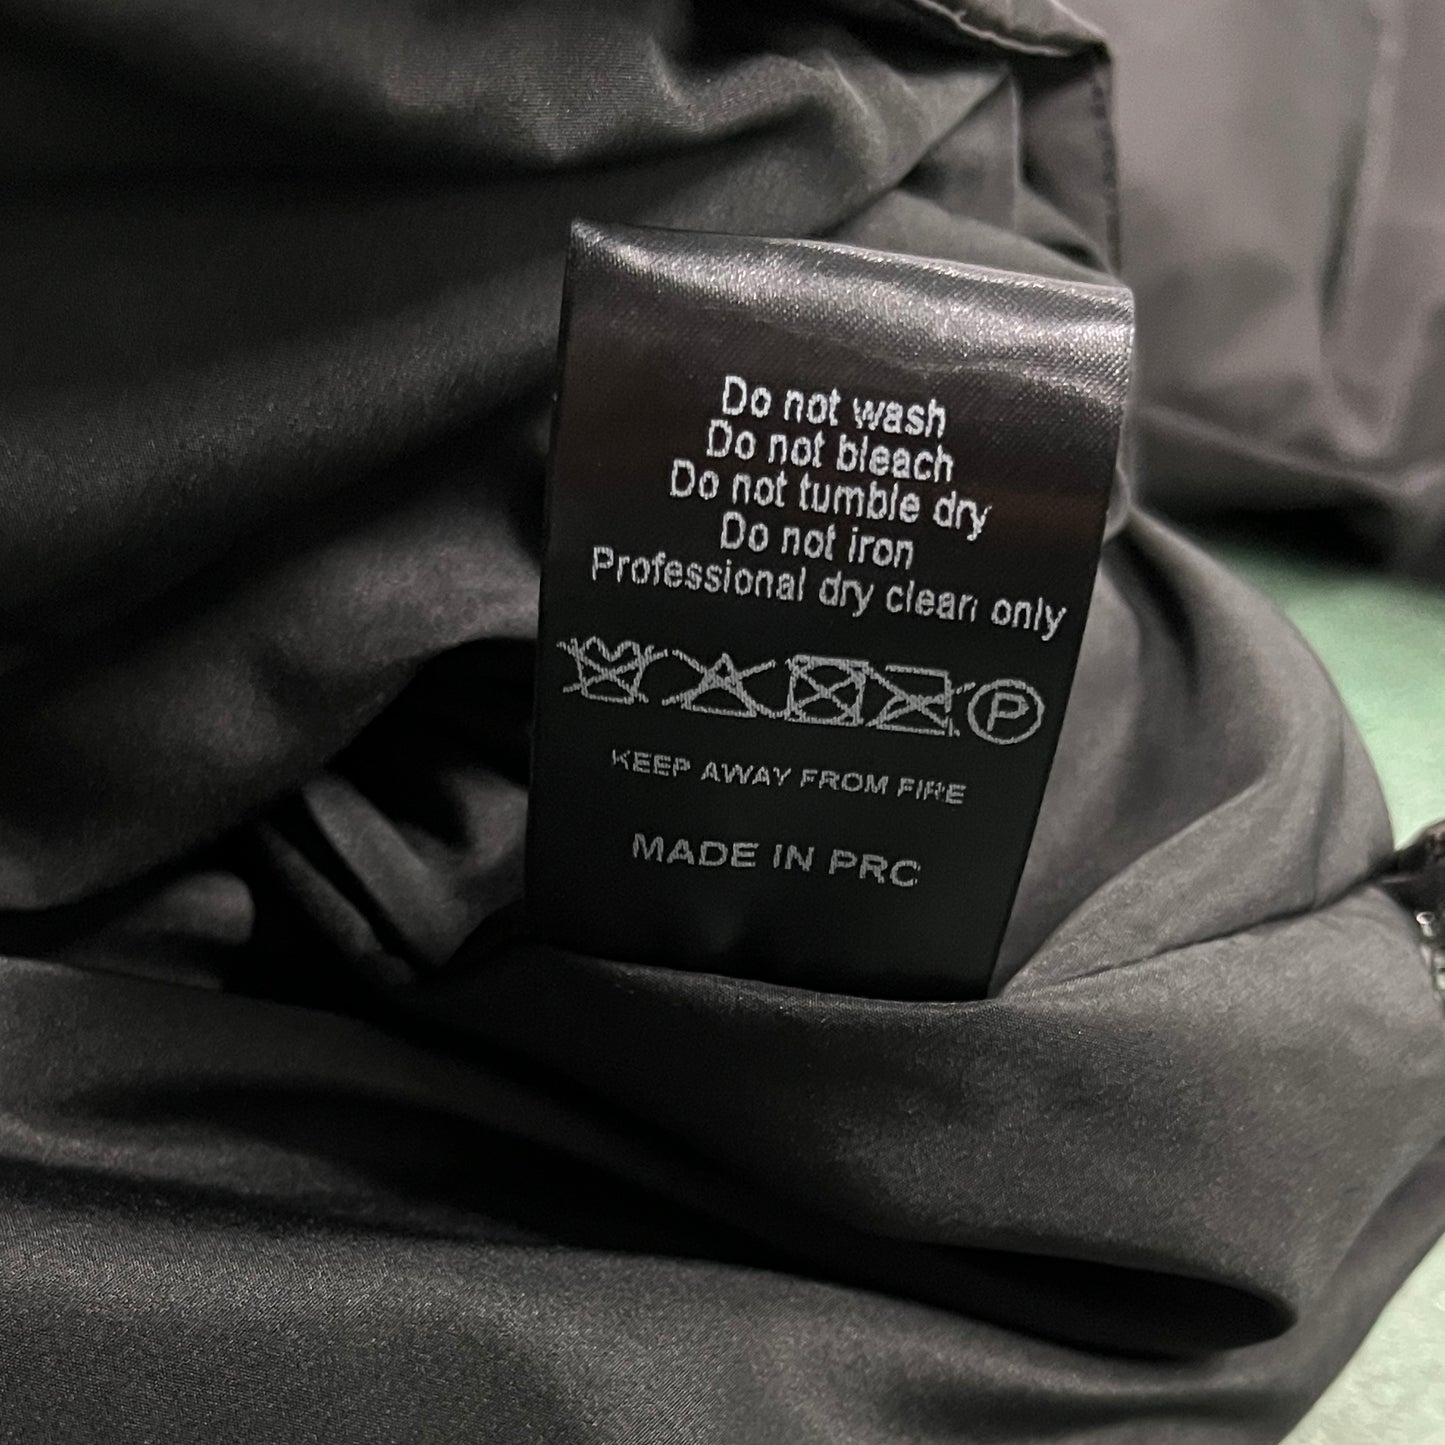 Do not wash
Do not bleach
Do not tumble dry
Do not iron
Professional dry clean only
P
KEEP AWAY FROM FIRE
MADE IN PRC